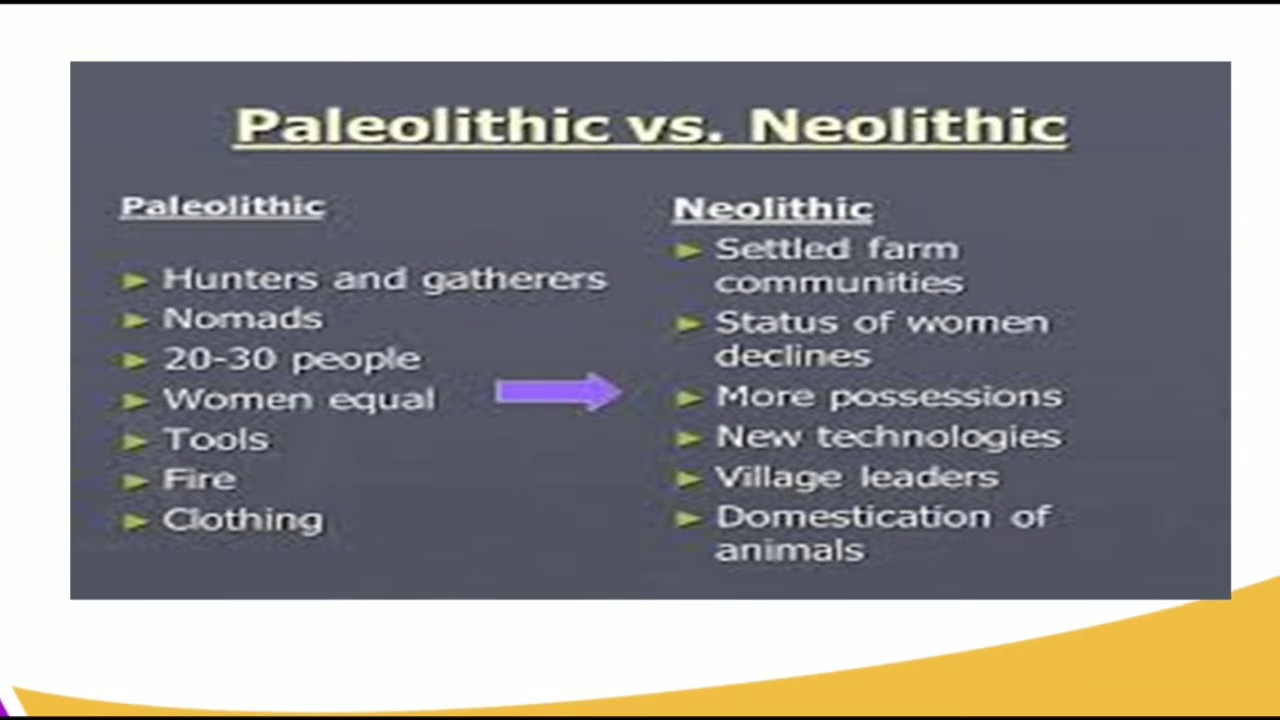 Paleolithic vs. Neolithic
Paleolithic
Hunters and gatherers
Nomads
20-30 people
Women equal
Tools
Fire
Clothing
Neolithic
Settled farm
communities
Status of women
declines
More possessions
New technologies
Village leaders
Domestication of
animals